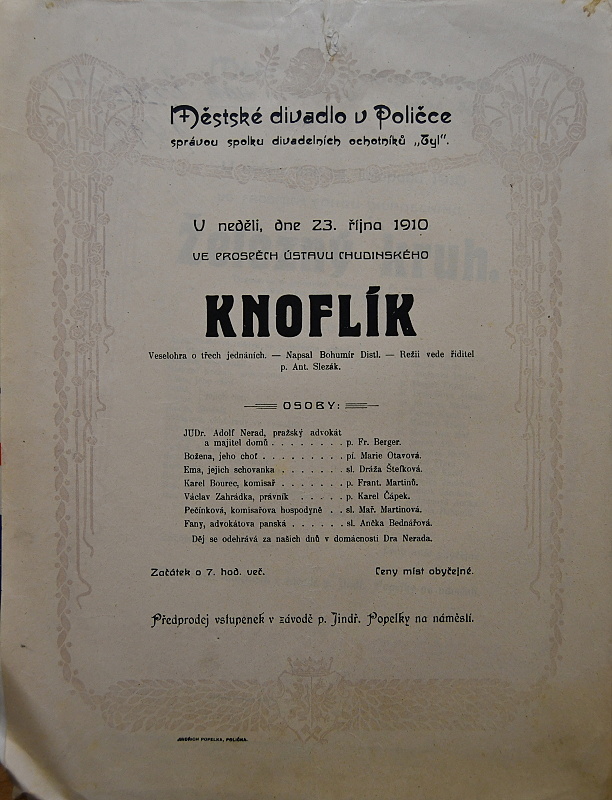 Městské divadlo v Poličce
správou spolku divadelních ochotníků „Tyl“.
U neděli, dne 23. října 1910
VE PROSPĚCH ÚSTAVU CHUDINSKÉHO
KNOFLÍK
Veselohra o třech jednáních. — Napsal Bohumír Distl. — Režii vede řiditel
p. Ant. Slezák.
OSOBY:
JUDr. Adolf Nerad, pražský advokát
a majitel domů . . . . . . . . p. Fr. Berger.
Božena, jeho choť . . . . . . . . . pí. Marie Otavová.
Ema, jejich schovanka . . . . . . . sl. Dráža Štefková.
Karel Bourec, komisař . . . . . . . p. Frant. Martinů.
Václav Zahrádka, právník . . . . . p. Karel Čápek.
Pečínková, komisařova hospodyně . . sl. Mař. Martinová.
Fany, advokátova panská . . . . . . sl. Ančka Bednářová.
Děj se odehrává za našich dnů v domácnosti Dra Nerada.
Začátek o 7. hod. več. Ceny míst obyčejné.
Předprodej vstupenek v závodě p. Jindř. Popelky na náměstí.
JINDŘICH POPELKA, POLIČKA.